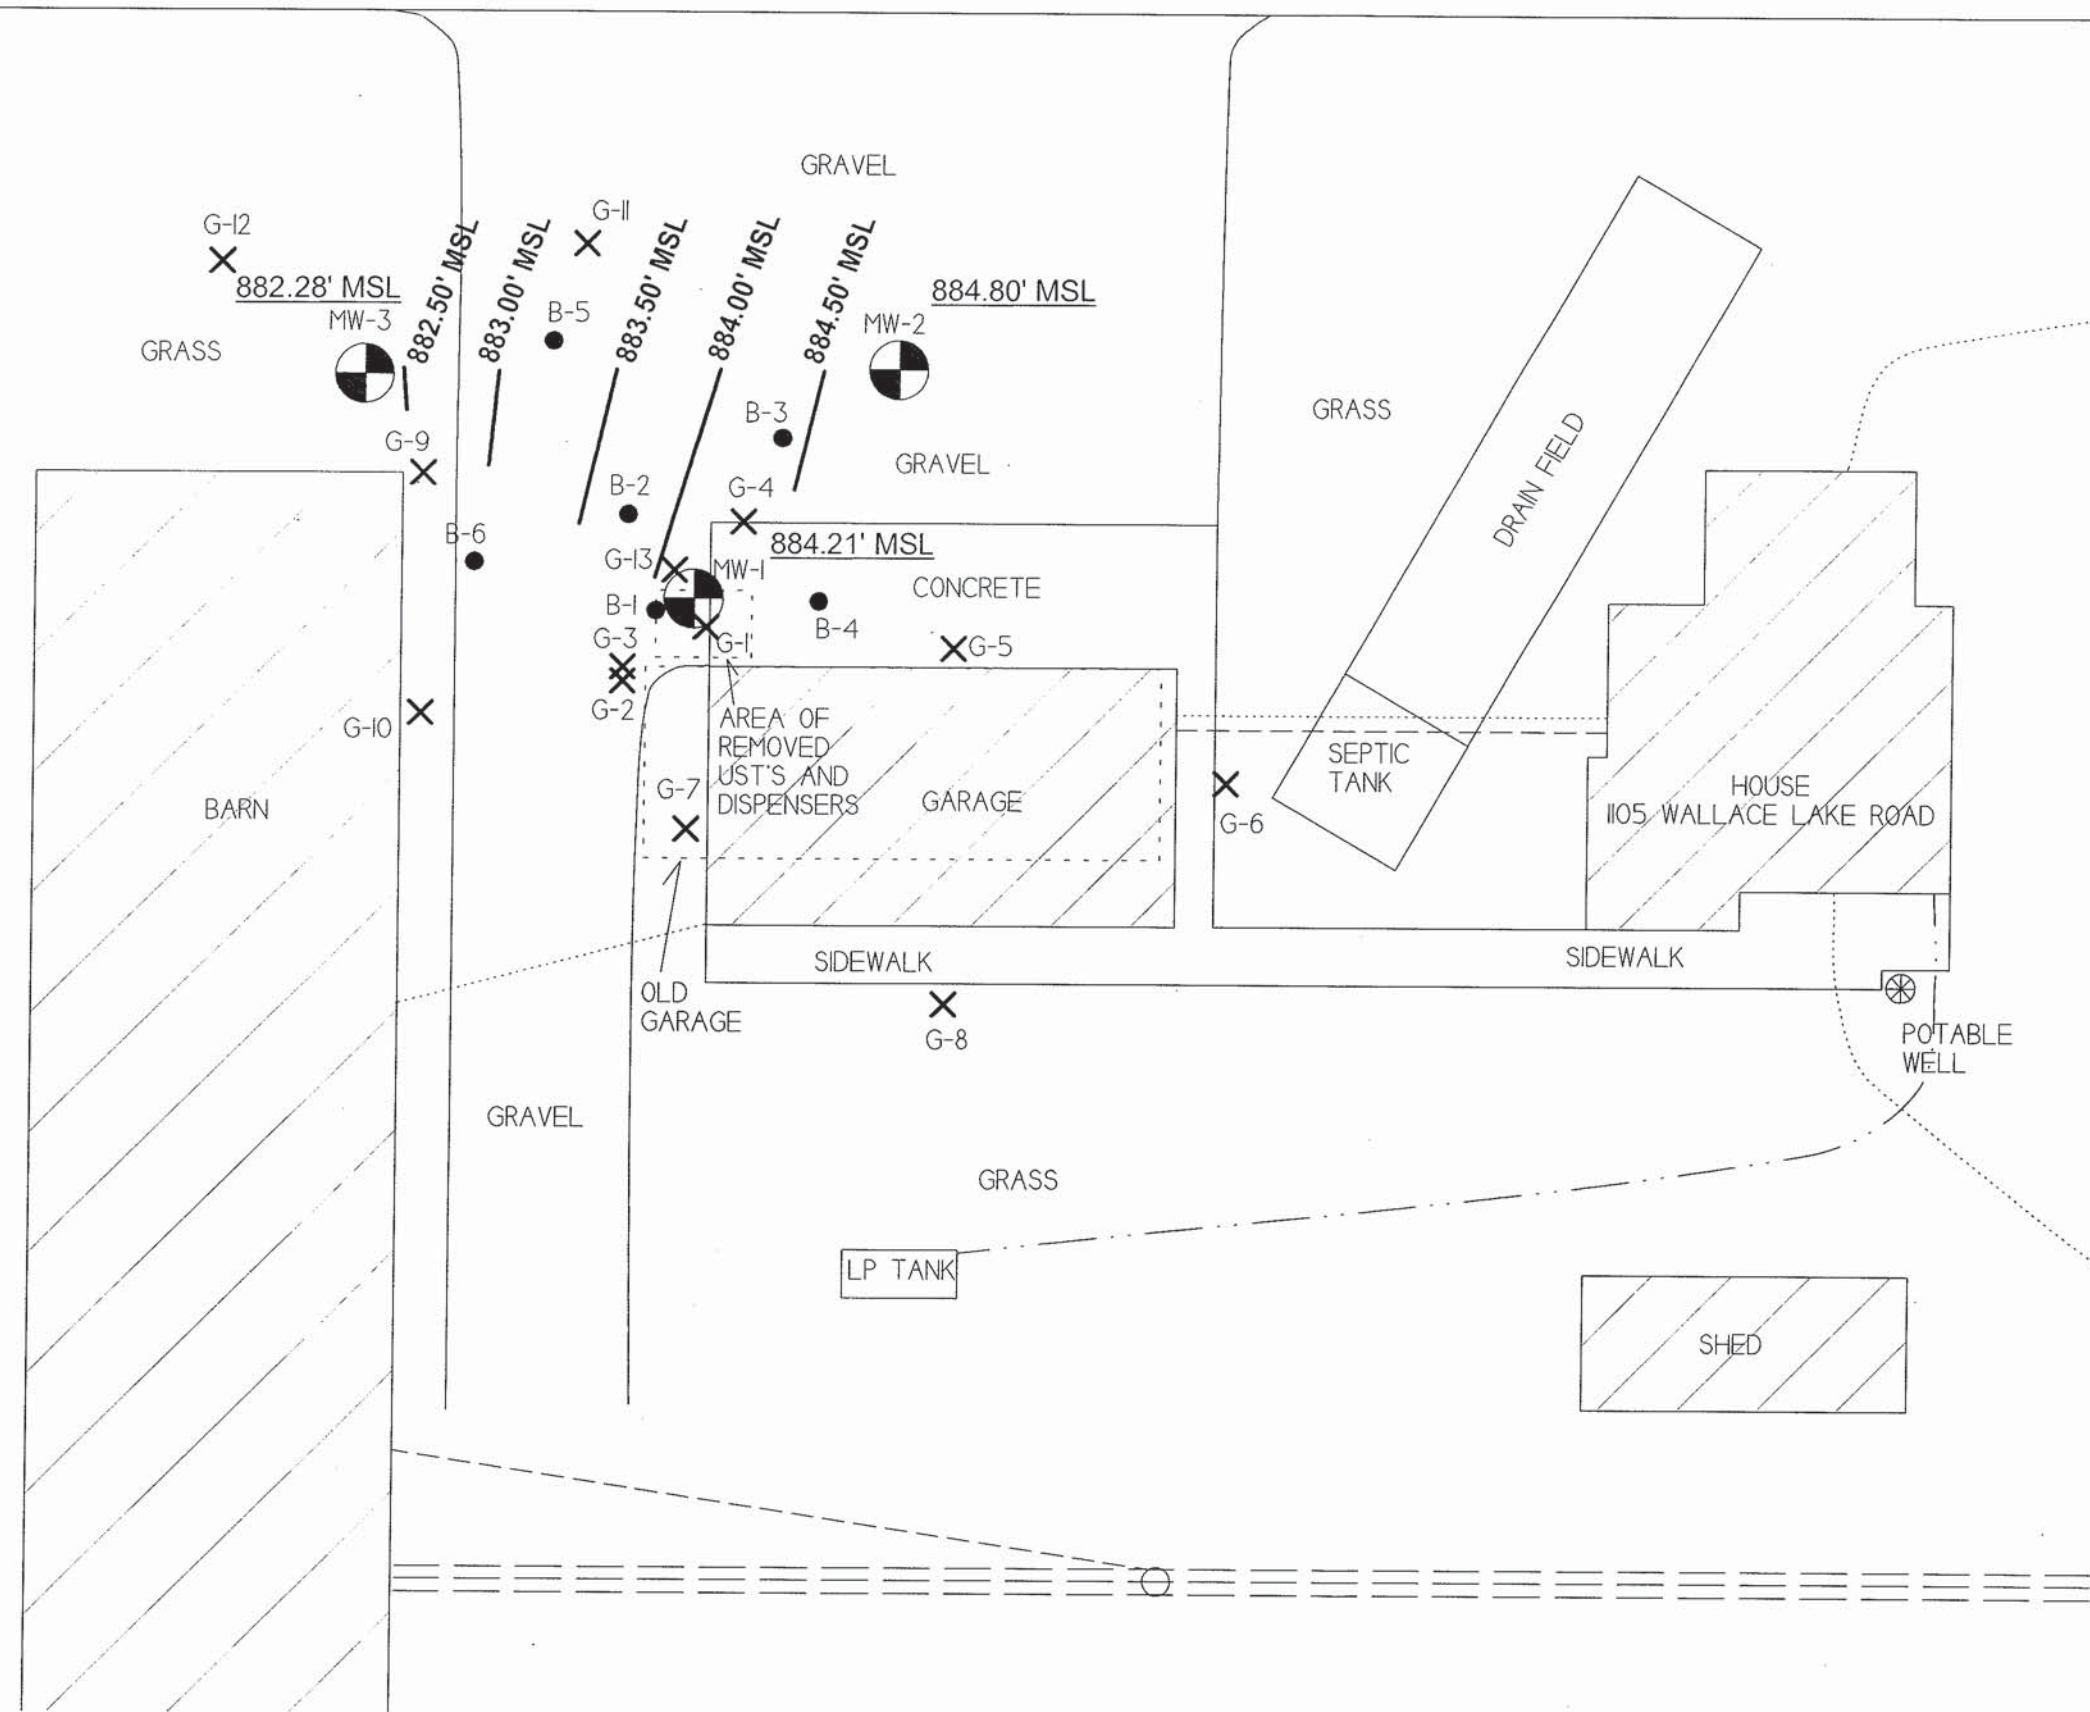 GRAVEL
G-12
G-11
882.50' MSL
883.00' MSL
883.50' MSL
884.00' MSL
884.50' MSL
882.28' MSL
884.80' MSL
MW-3
B-5
MW-2
GRASS
B-3
GRASS
G-9
GRAVEL
DRAIN FIELD
B-2
G-4
B-6
884.21' MSL
G-13
MW-1
CONCRETE
B-1
B-4
G-3
G-1
G-5
G-2
G-10
AREA OF
REMOVED
UST'S AND
DISPENSERS
SEPTIC
TANK
G-7
BARN
GARAGE
G-6
HOUSE
1105 WALLACE LAKE ROAD
SIDEWALK
SIDEWALK
OLD
GARAGE
G-8
POTABLE
WELL
GRAVEL
GRASS
LP TANK
SHED